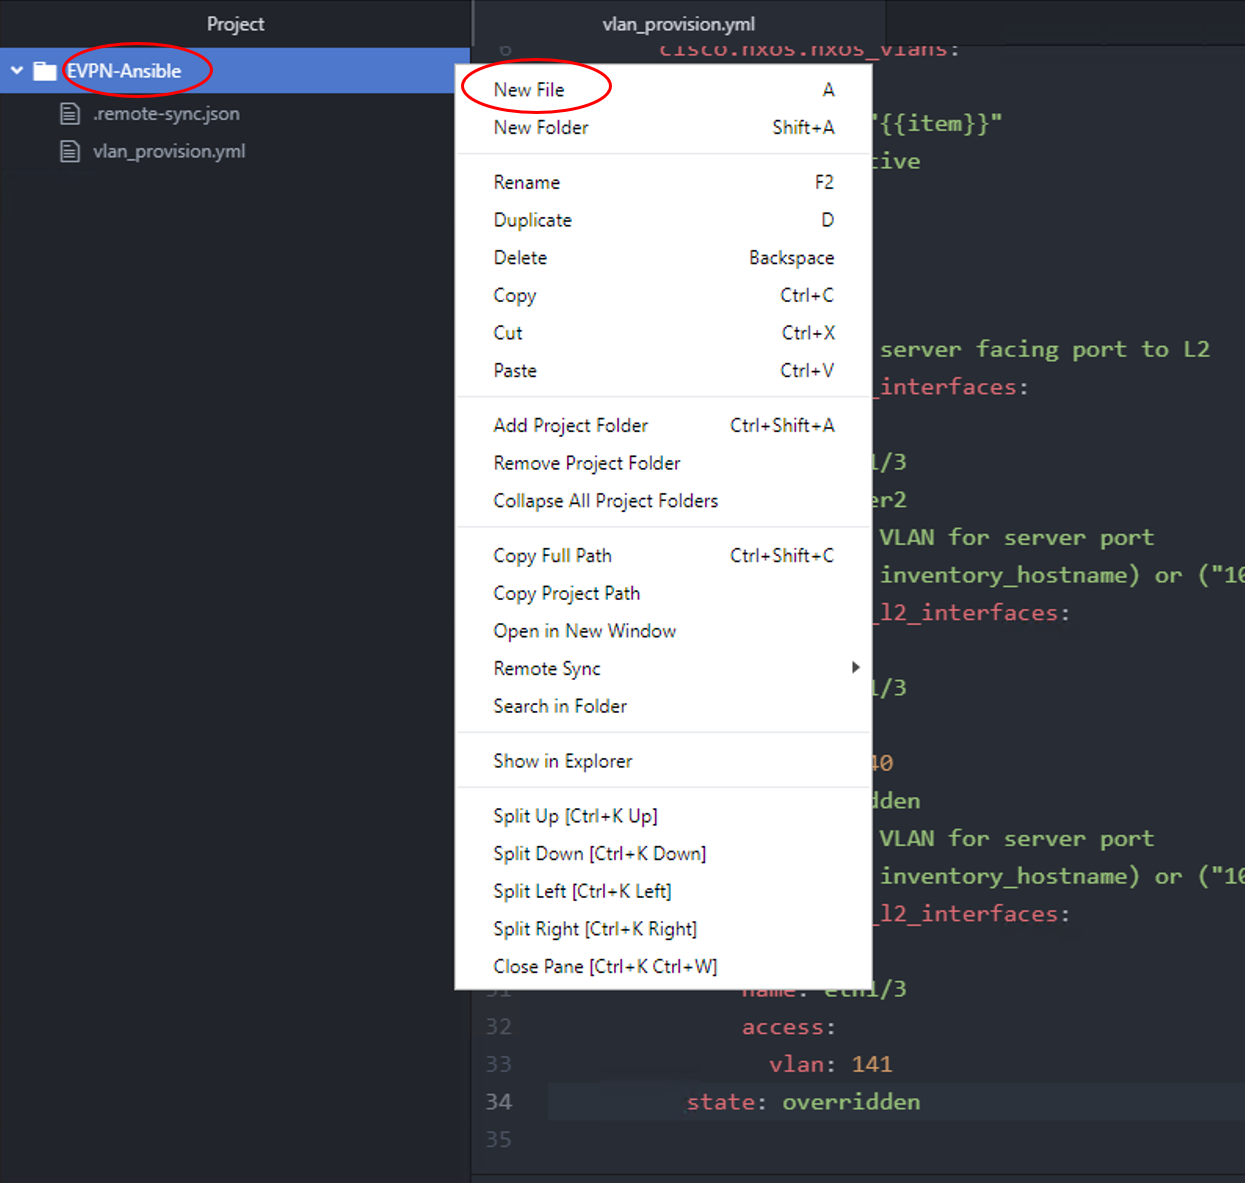 Project
vlan_provision.yml
EVPN-Ansible
.remote-sync.json
vlan_provision.yml
6
cisco.nxos.nxos_vlans:
New File A
New Folder Shift+A
"{{item}}"
tive
Rename F2
Duplicate D
Delete Backspace
Copy Ctrl+C
Cut Ctrl+X
server facing port to L2
Paste Ctrl+V
_interfaces:
Add Project Folder Ctrl+Shift+A
Remove Project Folder
1/3
Collapse All Project Folders
er2
VLAN for server port
Copy Full Path Ctrl+Shift+C
inventory_hostname) or ("10
Copy Project Path
_l2_interfaces:
Open in New Window
Remote Sync
1/3
Search in Folder
Show in Explorer
40
dden
Split Up [Ctrl+K Up]
VLAN for server port
Split Down [Ctrl+K Down]
inventory_hostname) or ("10
Split Left [Ctrl+K Left]
_l2_interfaces:
Split Right [Ctrl+K Right]
Close Pane [Ctrl+K Ctrl+W]
31 name: eth1/3
32 access:
33 vlan: 141
34 state: overridden
35